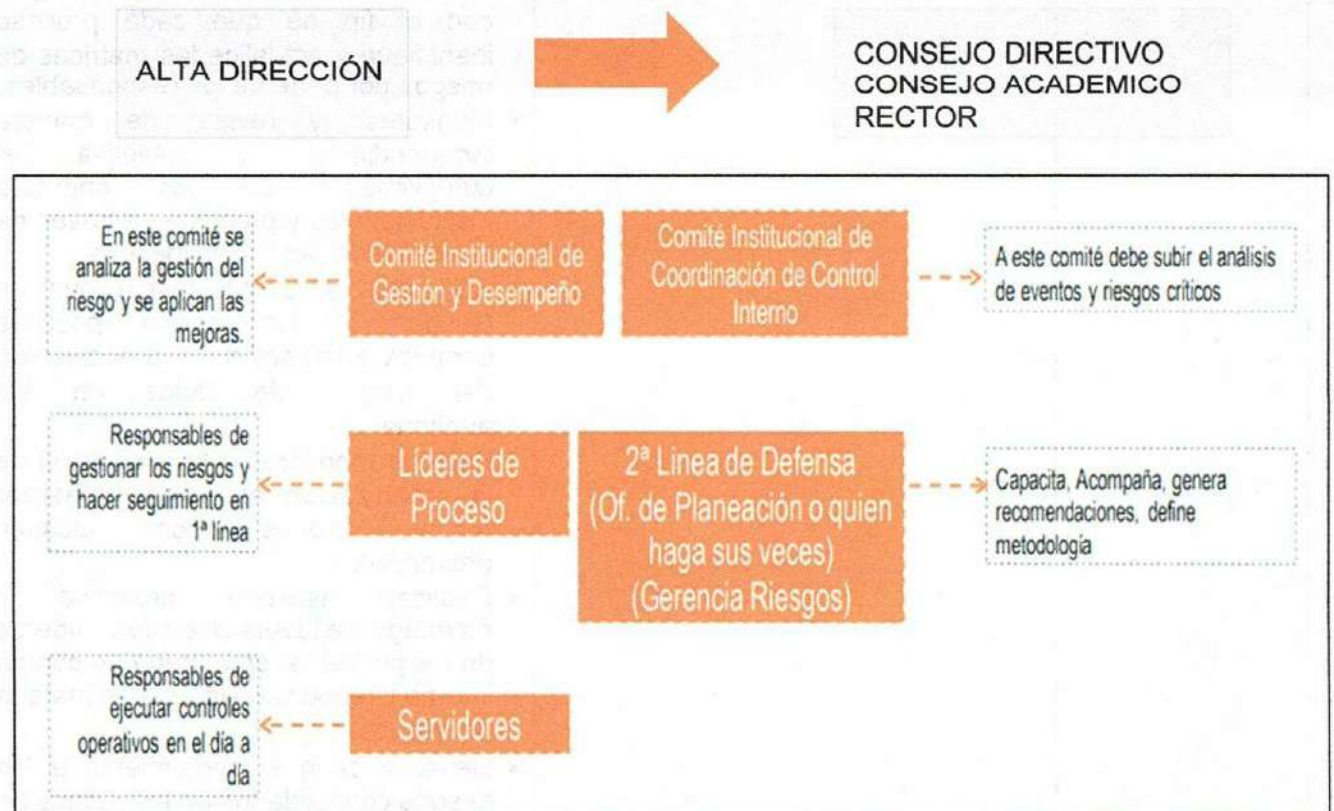 ALTA DIRECCIÓN
CONSEJO DIRECTIVO
CONSEJO ACADEMICO
RECTOR
En este comité se
analiza la gestión del
riesgo y se aplican las
mejoras.
Comité Institucional de
Gestión y Desempeño
Comité Institucional de
Coordinación de Control
Interno
A este comité debe subir el análisis
de eventos y riesgos críticos
Responsables de
gestionar los riesgos y
hacer seguimiento en
1ª línea
Líderes de
Proceso
2ª Línea de Defensa
(Of. de Planeación o quien
haga sus veces)
(Gerencia Riesgos)
Capacita, Acompaña, genera
recomendaciones, define
metodología
Responsables de
ejecutar controles
operativos en el día a
día
Servidores